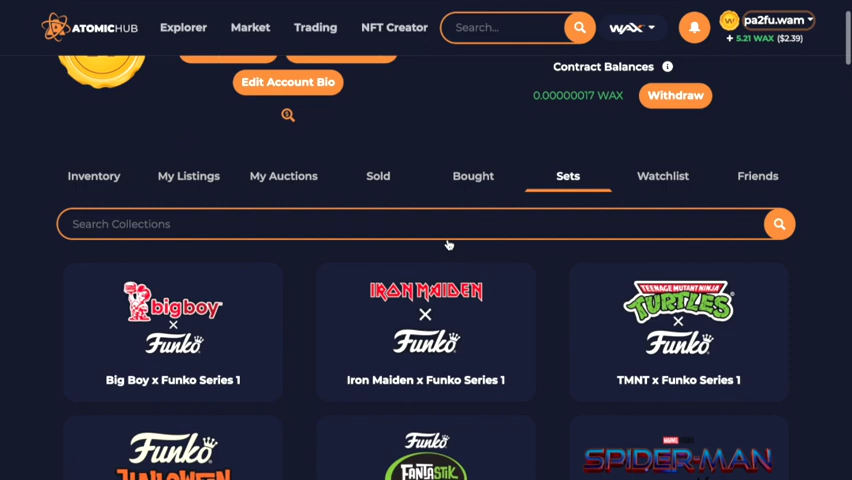 ATOMICHUB Explorer Market Trading NFT Creator Search... WAX pa2fu.wam
+ 5.21 WAX ($2.39)
Edit Account Bio
Contract Balances
0.00000017 WAX Withdraw
Inventory My Listings My Auctions Sold Bought Sets Watchlist Friends
Search Collections
bigboy
X
Funko
Big Boy x Funko Series 1
IRON MAIDEN
X
Funko
Iron Maiden x Funko Series 1
TEENAGE MUTANT NINJA
TURTLES
X
Funko
TMNT x Funko Series 1
Funko
Funko
FANTASTIK
MARVEL
SPIDER-MAN